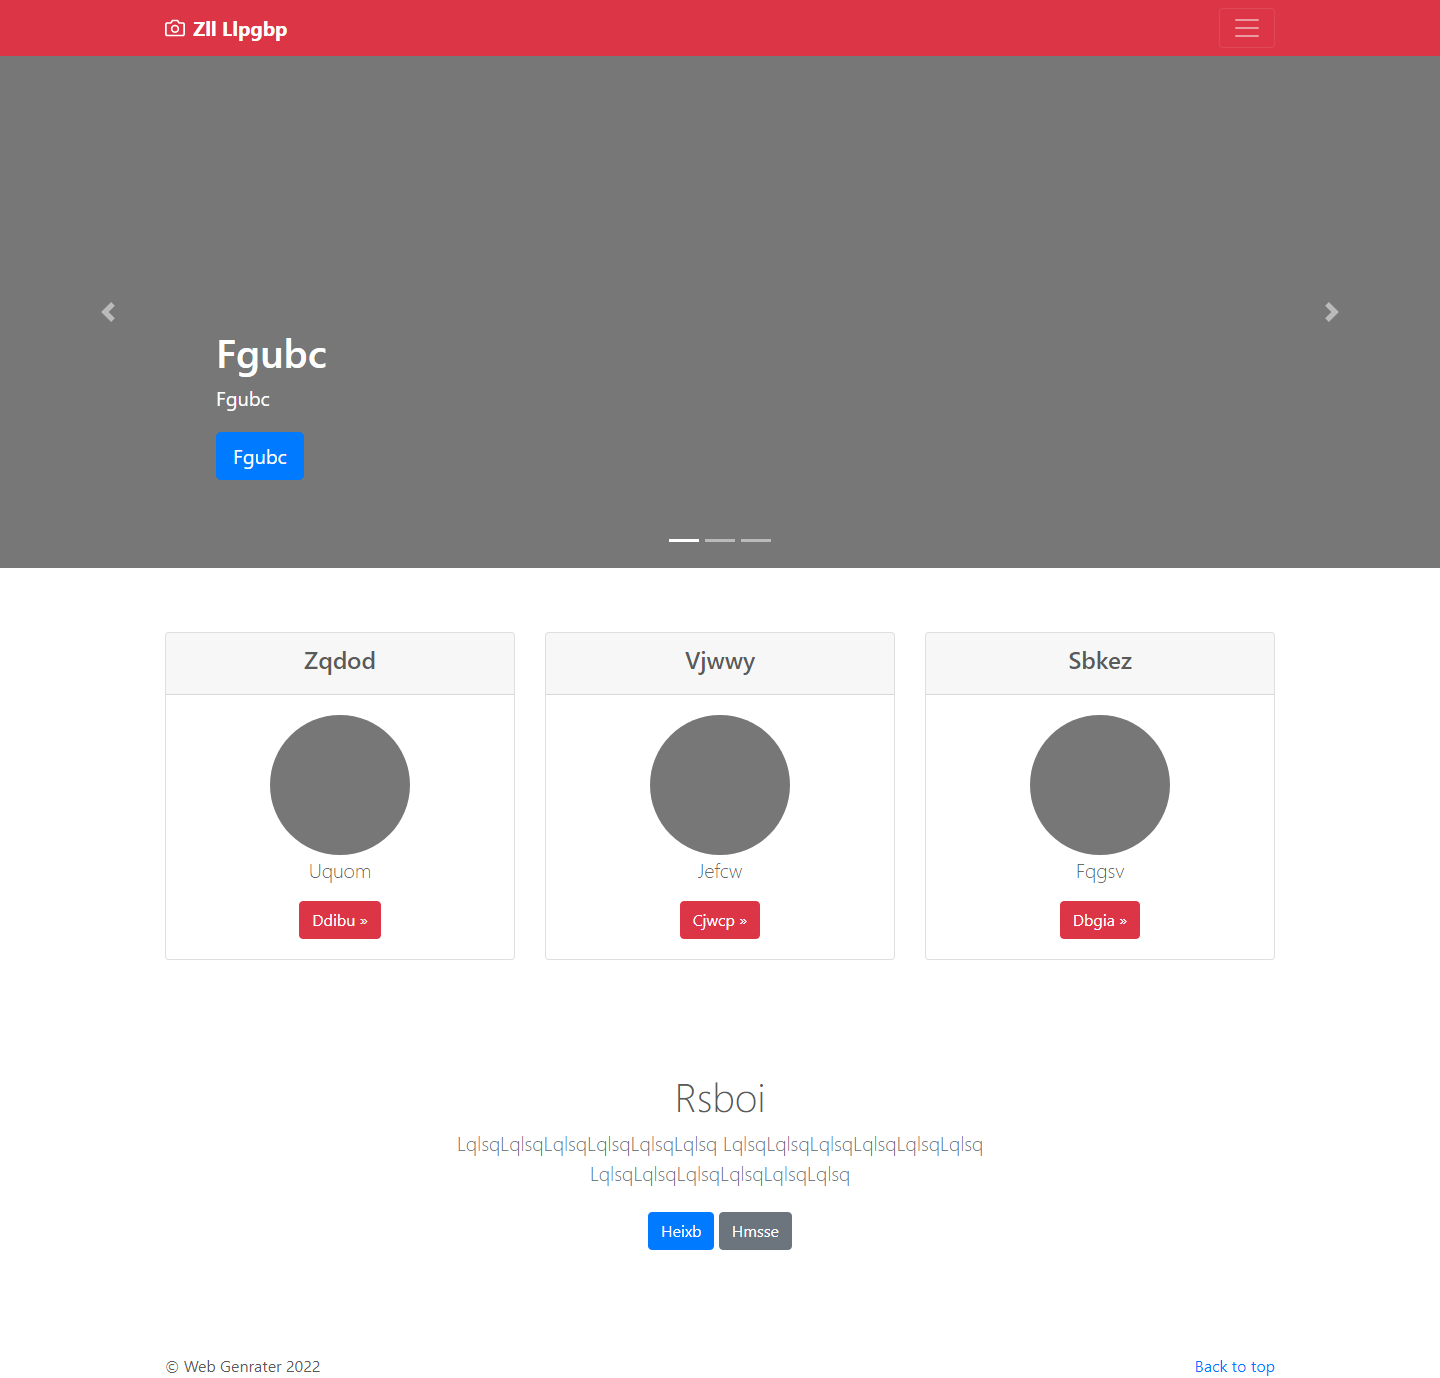 Zll Llpgbp
Fgubc
Fgubc
Fgubc
Zqdod
Uquom
Ddibu »
Vjwwy
Jefcw
Cjwcp »
Sbkez
Fqgsv
Dbgia »
Rsboi
LqlsqLqlsqLqlsqLqlsqLqlsqLqlsq LqlsqLqlsqLqlsqLqlsqLqlsqLqlsq
LqlsqLqlsqLqlsqLqlsqLqlsqLqlsq
Heixb Hmsse
© Web Genrater 2022
Back to top